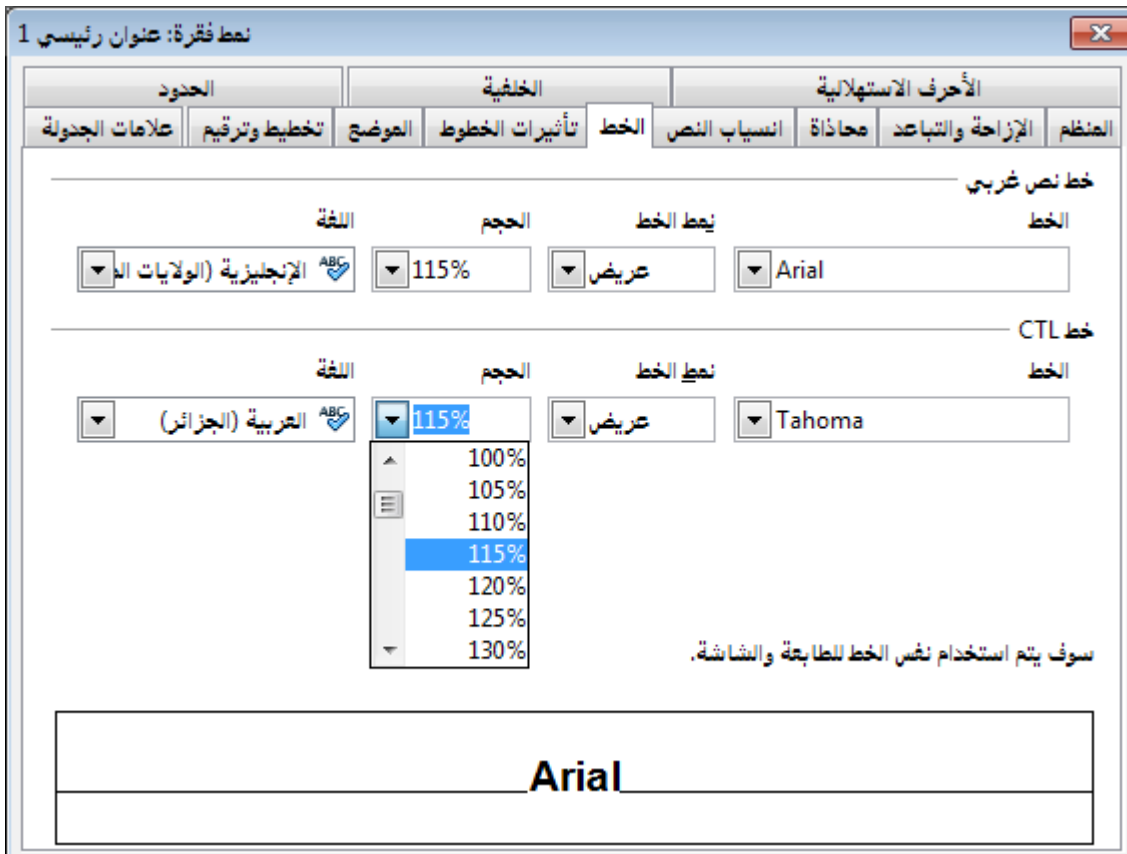 نمط فقرة: عنوان رئيسي 1
الأحرف الاستهلالية الخلفية الحدود
المنظم الإزاحة والتباعد محاذاة انسياب النص الخط تأثيرات الخطوط الموضع تخطيط وترقيم علامات الجدولة
خط نص غربي
الخط نمط الخط الحجم اللغة
Arial عريض 115% الإنجليزية (الولايات الم
خط CTL
الخط نمط الخط الحجم اللغة
Tahoma عريض 115% العربية (الجزائر)
100%
105%
110%
115%
120%
125%
130%
سوف يتم استخدام نفس الخط للطابعة والشاشة.
Arial